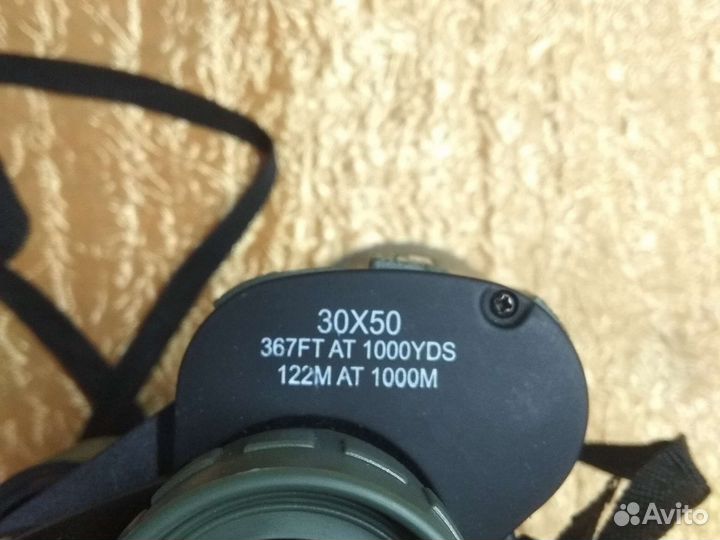 30X50
367FT AT 1000YDS
122M AT 1000M
Avito